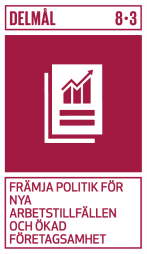 DELMÅL 8·3
FRÄMJA POLITIK FÖR
NYA
ARBETSTILLFÄLLEN
OCH ÖKAD
FÖRETAGSAMHET